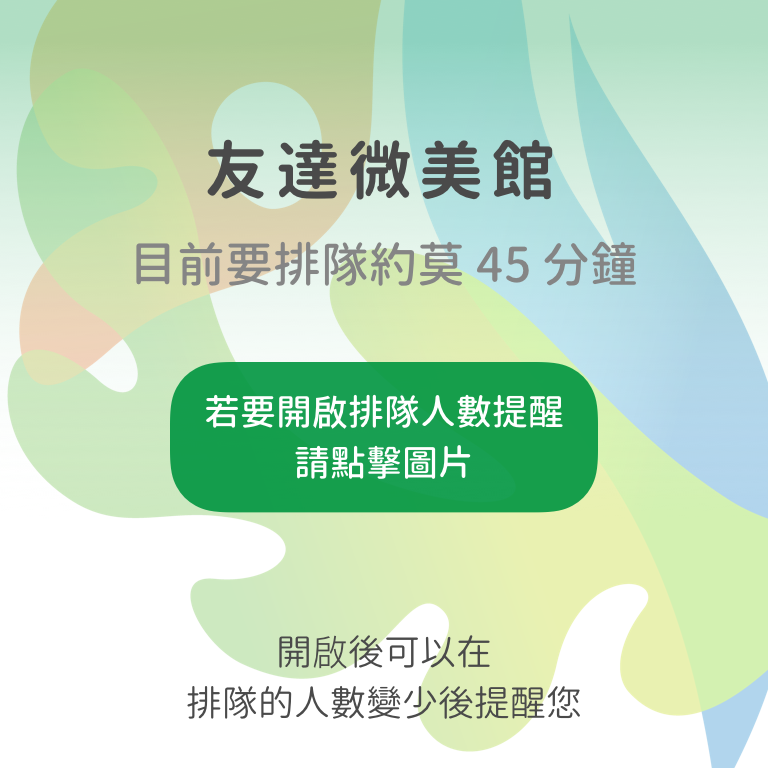 友達微美館
目前要排隊約莫 45 分鐘
若要開啟排隊人數提醒
請點擊圖片
開啟後可以在
排隊的人數變少後提醒您